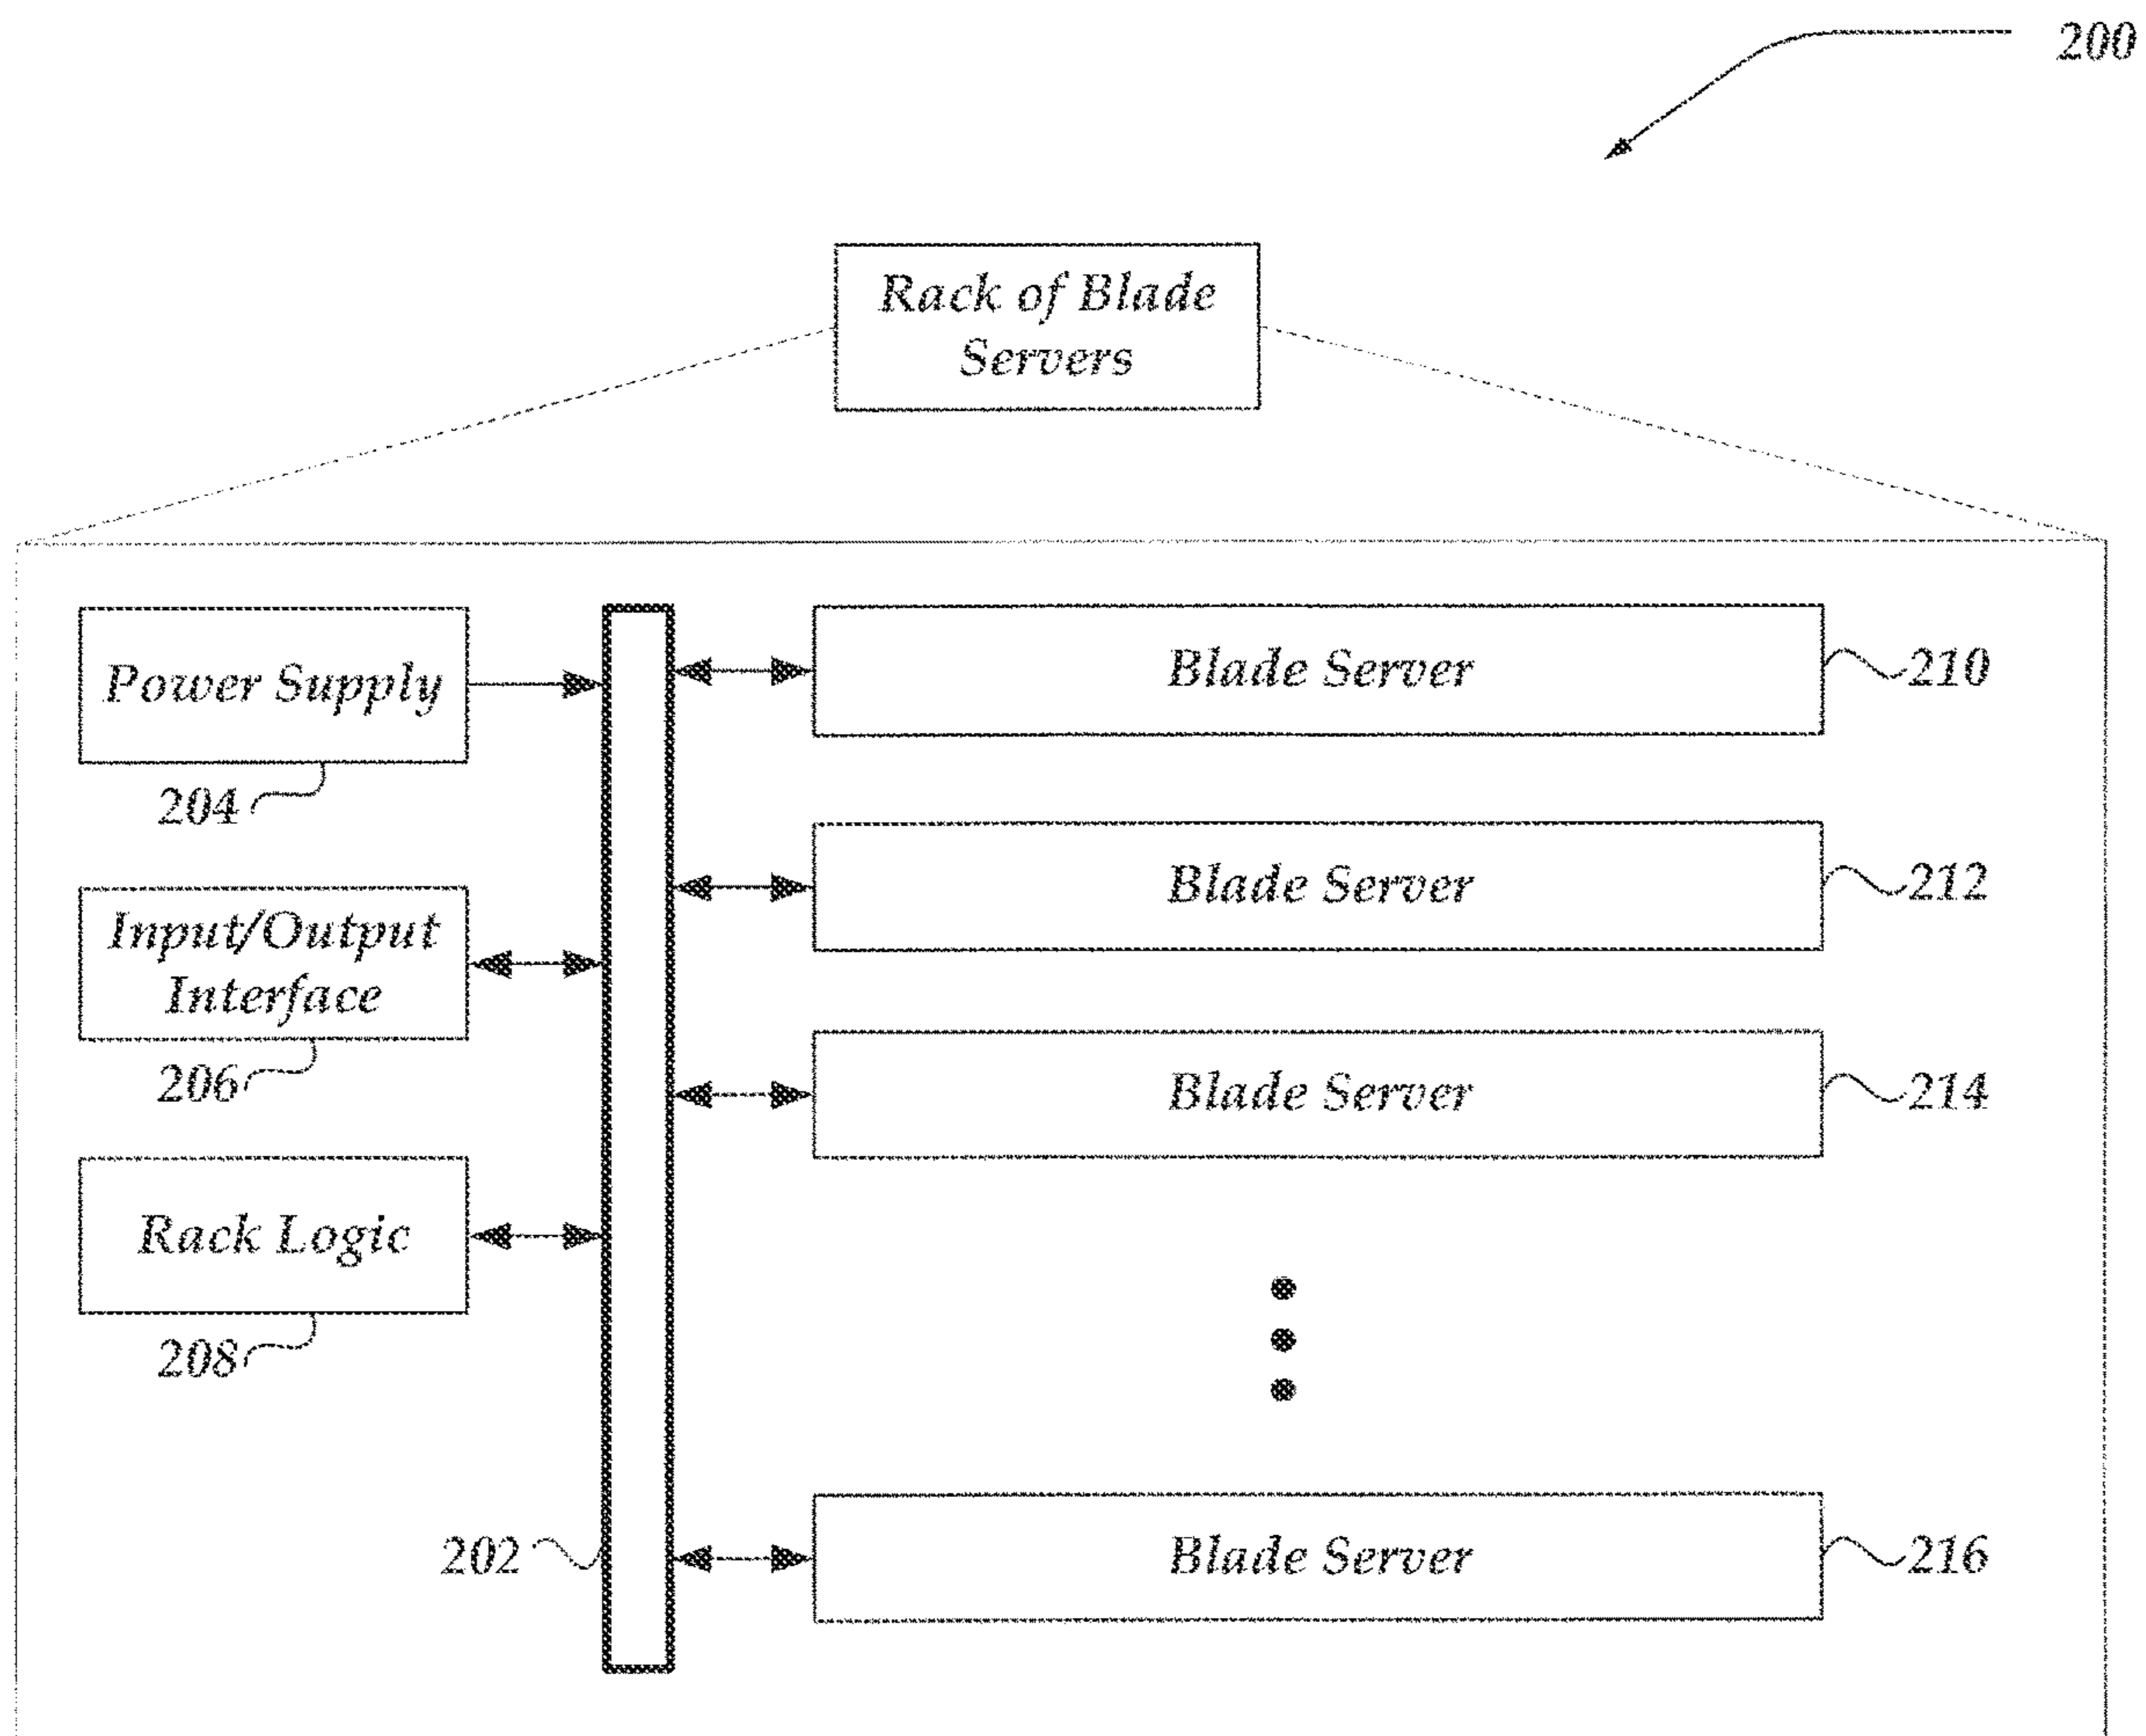 200
Rack of Blade
Servers
Power Supply
204
Input/Output
Interface
206
Rack Logic
208
202
Blade Server
210
Blade Server
212
Blade Server
214
Blade Server
216